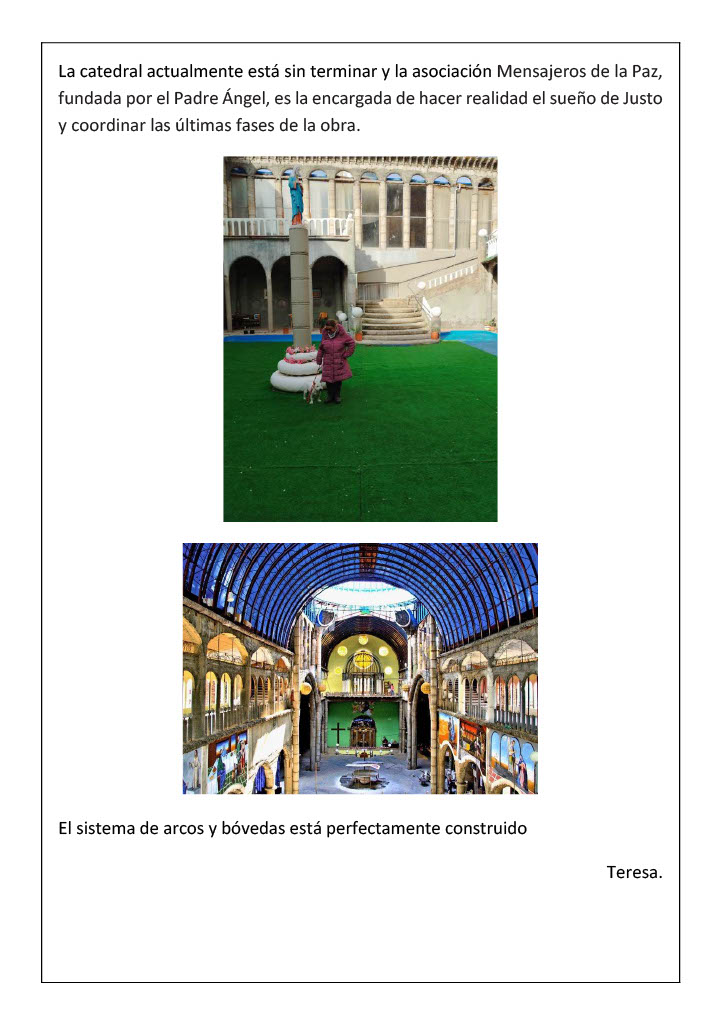 La catedral actualmente está sin terminar y la asociación Mensajeros de la Paz,
fundada por el Padre Ángel, es la encargada de hacer realidad el sueño de Justo
y coordinar las últimas fases de la obra.
El sistema de arcos y bóvedas está perfectamente construido
Teresa.